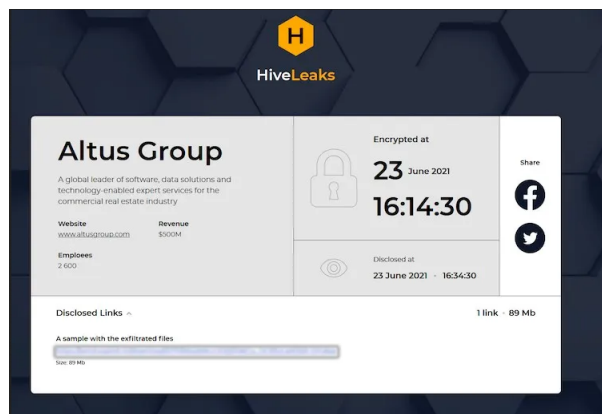 H
HiveLeaks
Altus Group
A global leader of software, data solutions and
technology-enabled expert services for the
commercial real estate industry
Website
www.altusgroup.com
Revenue
$500M
Emploees
2 600
Encrypted at
23 June 2021
16:14:30
Disclosed at
23 June 2021 - 16:34:30
Share
Disclosed Links
1 link - 89 Mb
A sample with the exfiltrated files
Size: 89 Mb